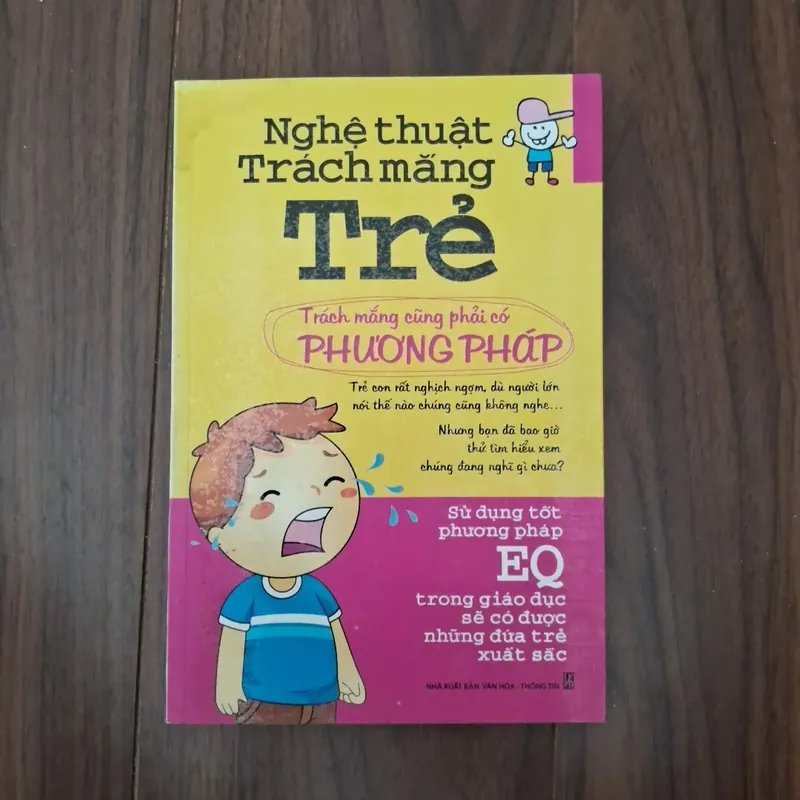 Nghệ thuật
Trách mắng
Trẻ
Trách mắng cũng phải có
PHƯƠNG PHÁP
Trẻ con rất nghịch ngợm, dù người lớn
nói thế nào chúng cũng không nghe...
Nhưng bạn đã bao giờ
thử tìm hiểu xem
chúng đang nghĩ gì chưa?
Sử dụng tốt
phương pháp
EQ
trong giáo dục
sẽ có được
những đứa trẻ
xuất sắc
NHÀ XUẤT BẢN VĂN HÓA - THÔNG TIN